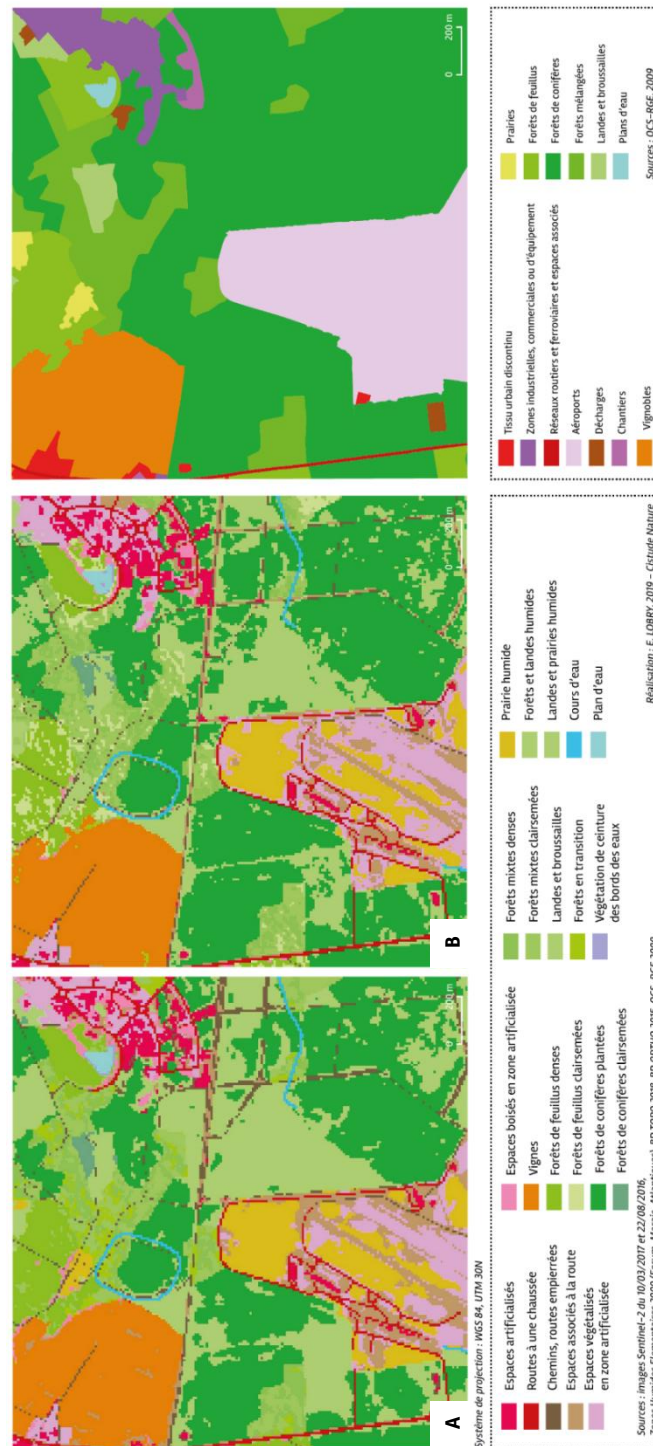 A
0 200 m
B
0 200 m
0 200 m
Système de projection : WGS 84, UTM 30N
Espaces artificialisés
Routes à une chaussée
Chemins, routes empierrées
Espaces associés à la route
Espaces végétalisés
en zone artificialisée
Espaces boisés en zone artificialisée
Vignes
Forêts de feuillus denses
Forêts de feuillus clairsemées
Forêts de conifères plantées
Forêts de conifères clairsemées
Forêts mixtes denses
Forêts mixtes clairsemées
Landes et broussailles
Forêts en transition
Végétation de ceinture
des bords des eaux
Prairie humide
Forêts et landes humides
Landes et prairies humides
Cours d'eau
Plan d'eau
Sources : images Sentinel-2 du 10/03/2017 et 22/08/2016,
Réalisation : E. LOBRY, 2019 – Cistude Nature
Tissu urbain discontinu
Zones industrielles, commerciales ou d'équipement
Réseaux routiers et ferroviaires et espaces associés
Aéroports
Décharges
Chantiers
Vignobles
Prairies
Forêts de feuillus
Forêts de conifères
Forêts mélangées
Landes et broussailles
Plans d'eau
Sources : OCS-RGE, 2009